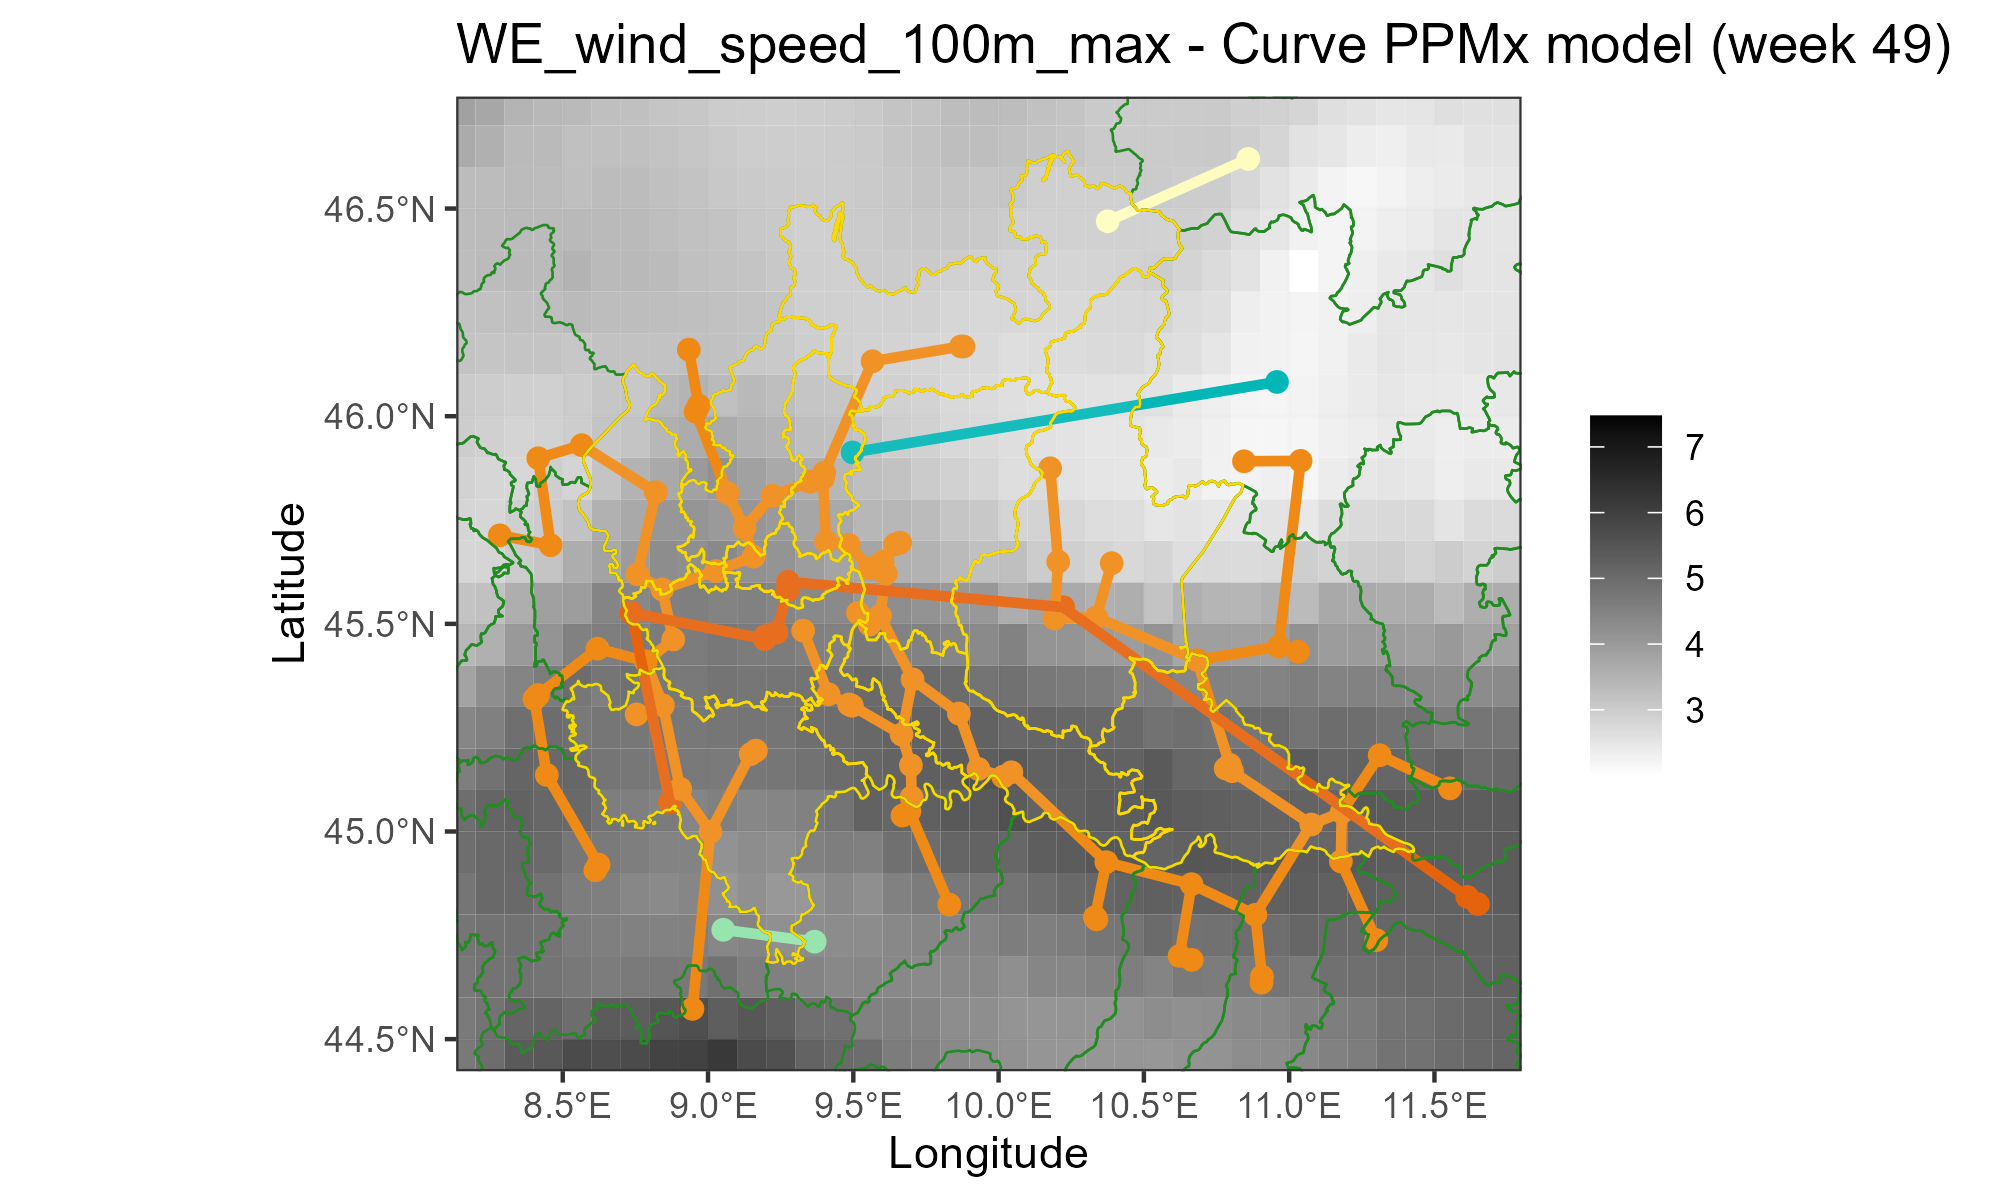 WE_wind_speed_100m_max - Curve PPMx model (week 49)
46.5°N
46.0°N
45.5°N
45.0°N
44.5°N
Latitude
8.5°E
9.0°E
9.5°E
10.0°E
10.5°E
11.0°E
11.5°E
Longitude
7
6
5
4
3